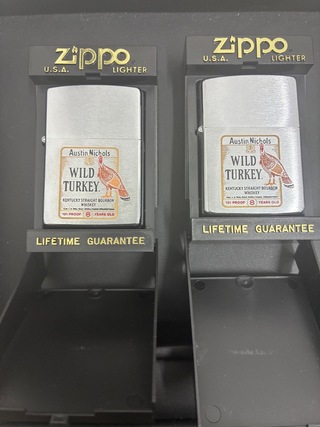 Zippo
U.S.A. LIGHTER
Austin Nichols
WILD
TURKEY
KENTUCKY STRAIGHT BOURBON
WHISKEY
101 PROOF 8 YEARS OLD
LIFETIME GUARANTEE
Zippo
U.S.A. LIGHTER
Austin Nichols
WILD
TURKEY
KENTUCKY STRAIGHT BOURBON
WHISKEY
101 PROOF 8 YEARS OLD
LIFETIME GUARANTEE